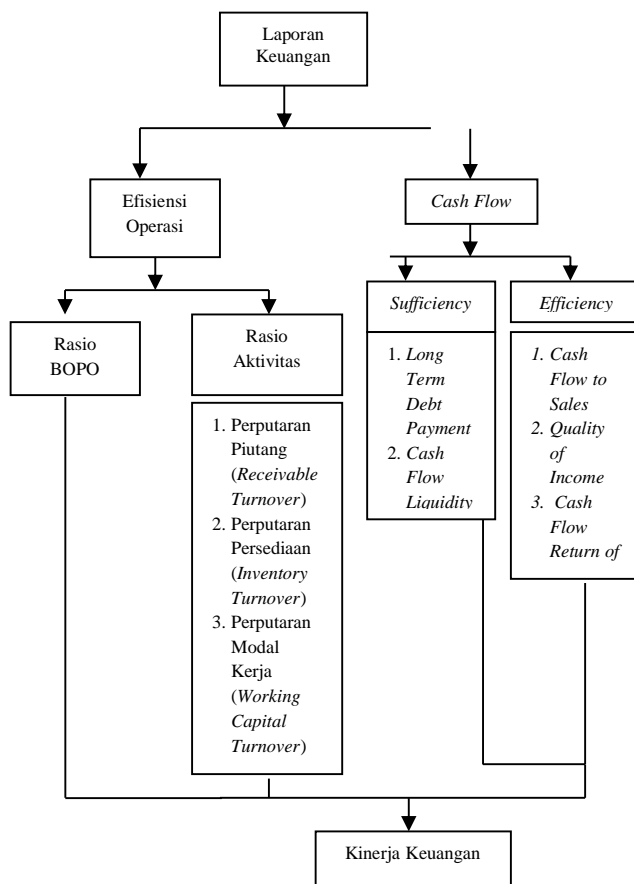 Laporan
Keuangan
Efisiensi
Operasi
Cash Flow
Rasio
BOPO
Rasio
Aktivitas
1. Perputaran
Piutang
(Receivable
Turnover)
2. Perputaran
Persediaan
(Inventory
Turnover)
3. Perputaran
Modal
Kerja
(Working
Capital
Turnover)
Sufficiency
1. Long
Term
Debt
Payment
2. Cash
Flow
Liquidity
Efficiency
1. Cash
Flow to
Sales
2. Quality
of
Income
3. Cash
Flow
Return of
Kinerja Keuangan